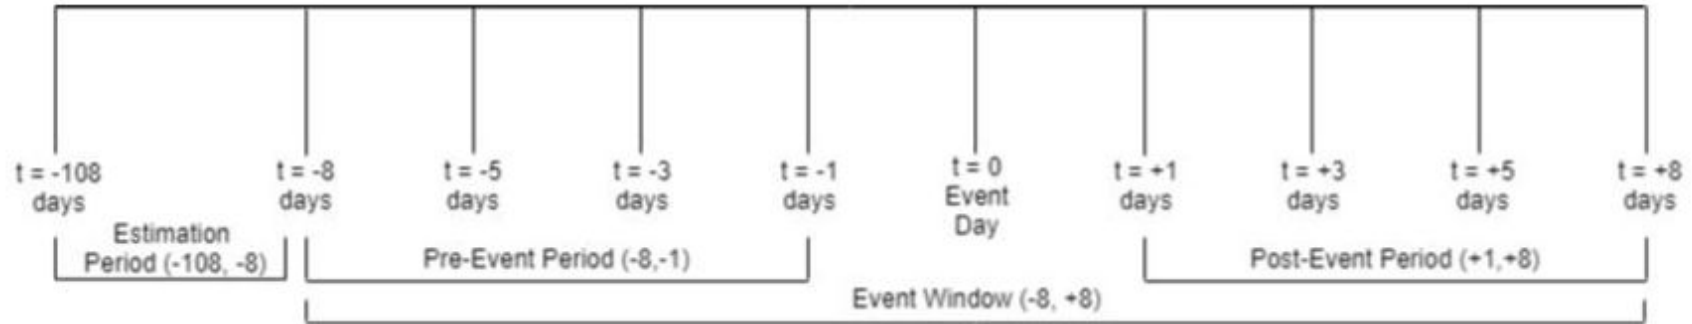 t = -108
days
t = -8
days
t = -5
days
t = -3
days
t = -1
days
t = 0
Event
Day
t = +1
days
t = +3
days
t = +5
days
t = +8
days
Estimation
Period (-108, -8)
Pre-Event Period (-8,-1)
Post-Event Period (+1,+8)
Event Window (-8, +8)